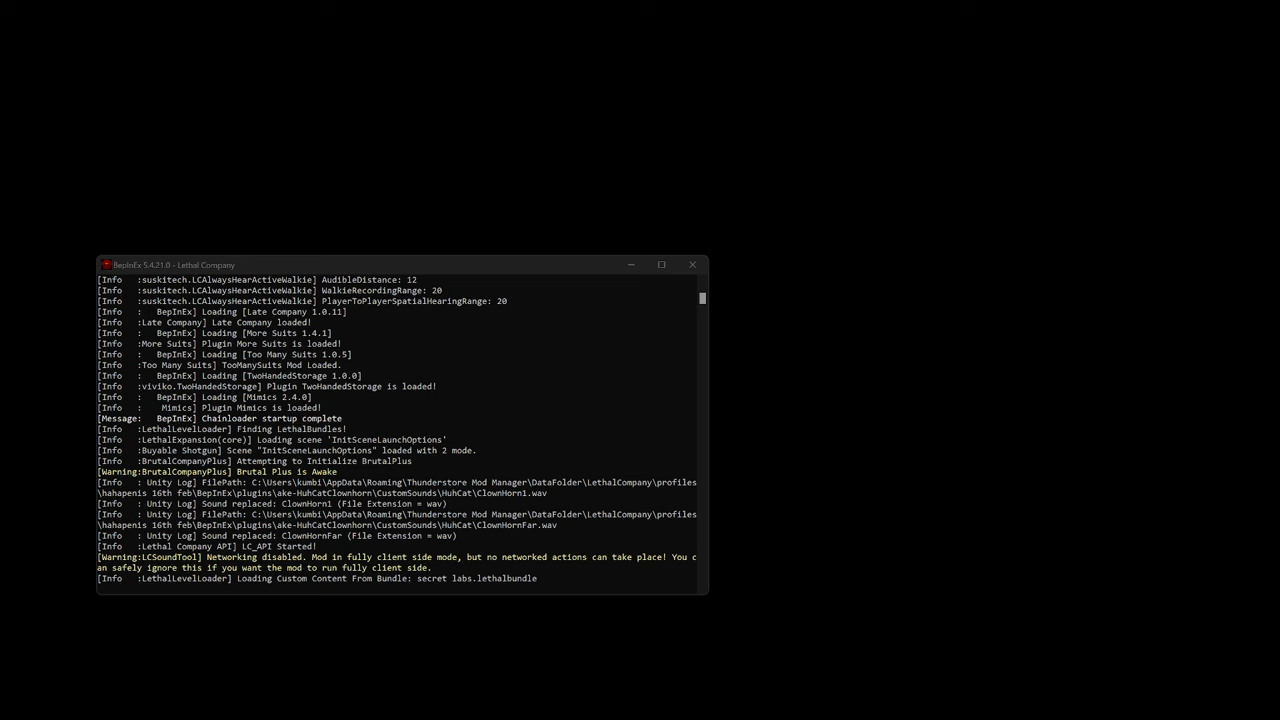 BepInEx 5.4.21.0 - Lethal Company
[Info   :suskitech.LCAlwaysHearActiveWalkie] AudibleDistance: 12
[Info   :suskitech.LCAlwaysHearActiveWalkie] WalkieRecordingRange: 20
[Info   :suskitech.LCAlwaysHearActiveWalkie] PlayerToPlayerSpatialHearingRange: 20
[Info   :   BepInEx] Loading [Late Company 1.0.11]
[Info   :Late Company] Late Company loaded!
[Info   :   BepInEx] Loading [More Suits 1.4.1]
[Info   :More Suits] Plugin More Suits is loaded!
[Info   :   BepInEx] Loading [Too Many Suits 1.0.5]
[Info   :Too Many Suits] TooManySuits Mod Loaded.
[Info   :   BepInEx] Loading [TwoHandedStorage 1.0.0]
[Info   :viviko.TwoHandedStorage] Plugin TwoHandedStorage is loaded!
[Info   :   BepInEx] Loading [Mimics 2.4.0]
[Info   :    Mimics] Plugin Mimics is loaded!
[Message:   BepInEx] Chainloader startup complete
[Info   :LethalLevelLoader] Finding LethalBundles!
[Info   :LethalExpansion(core)] Loading scene 'InitSceneLaunchOptions'
[Info   :Buyable Shotgun] Scene "InitSceneLaunchOptions" loaded with 2 mode.
[Info   :BrutalCompanyPlus] Attempting to Initialize BrutalPlus
[Warning:BrutalCompanyPlus] Brutal Plus is Awake
[Info   : Unity Log] FilePath: C:\Users\kumbi\AppData\Roaming\Thunderstore Mod Manager\DataFolder\LethalCompany\profiles
\hahapenis 16th feb\BepInEx\plugins\ake-HuhCatClownhorn\CustomSounds\HuhCat\ClownHorn1.wav
[Info   : Unity Log] Sound replaced: ClownHorn1 (File Extension = wav)
[Info   : Unity Log] FilePath: C:\Users\kumbi\AppData\Roaming\Thunderstore Mod Manager\DataFolder\LethalCompany\profiles
\hahapenis 16th feb\BepInEx\plugins\ake-HuhCatClownhorn\CustomSounds\HuhCat\ClownHornFar.wav
[Info   : Unity Log] Sound replaced: ClownHornFar (File Extension = wav)
[Info   :Lethal Company API] LC_API Started!
[Warning:LCSoundTool] Networking disabled. Mod in fully client side mode, but no networked actions can take place! You c
an safely ignore this if you want the mod to run fully client side.
[Info   :LethalLevelLoader] Loading Custom Content From Bundle: secret labs.lethalbundle